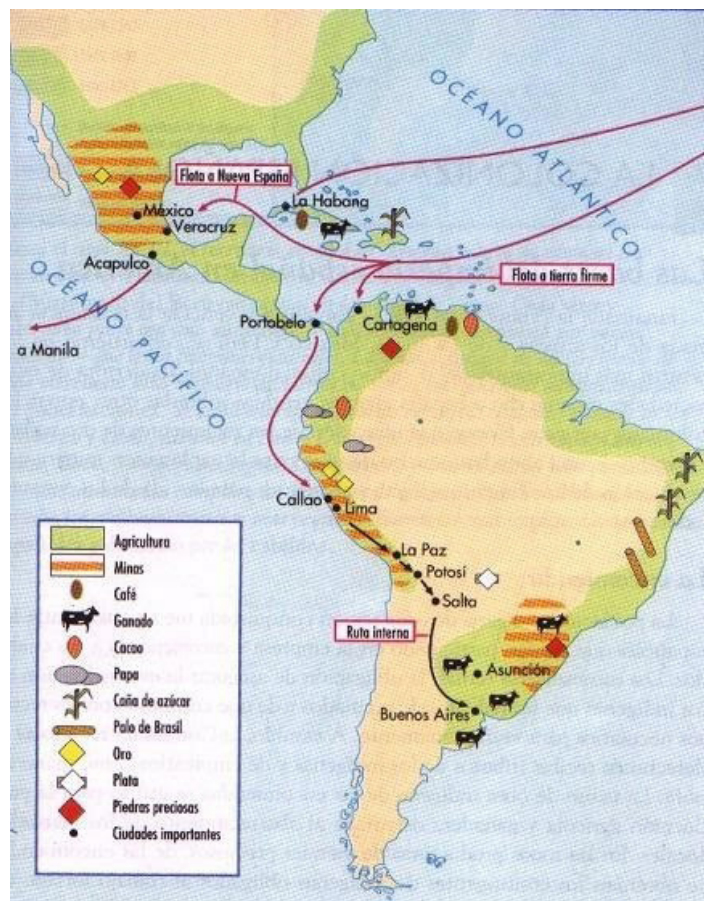 OCÉANO ATLÁNTICO
Flota a Nueva España
La Habana
México
Veracruz
Acapulco
Flota a tierra firme
OCÉANO PACÍFICO
Portobelo
Cartagena
a Manila
Callao
Lima
La Paz
Potosí
Salta
Ruta interna
Asunción
Buenos Aires
Agricultura
Minas
Café
Ganado
Cacao
Papa
Caña de azúcar
Palo de Brasil
Oro
Plata
Piedras preciosas
Ciudades importantes